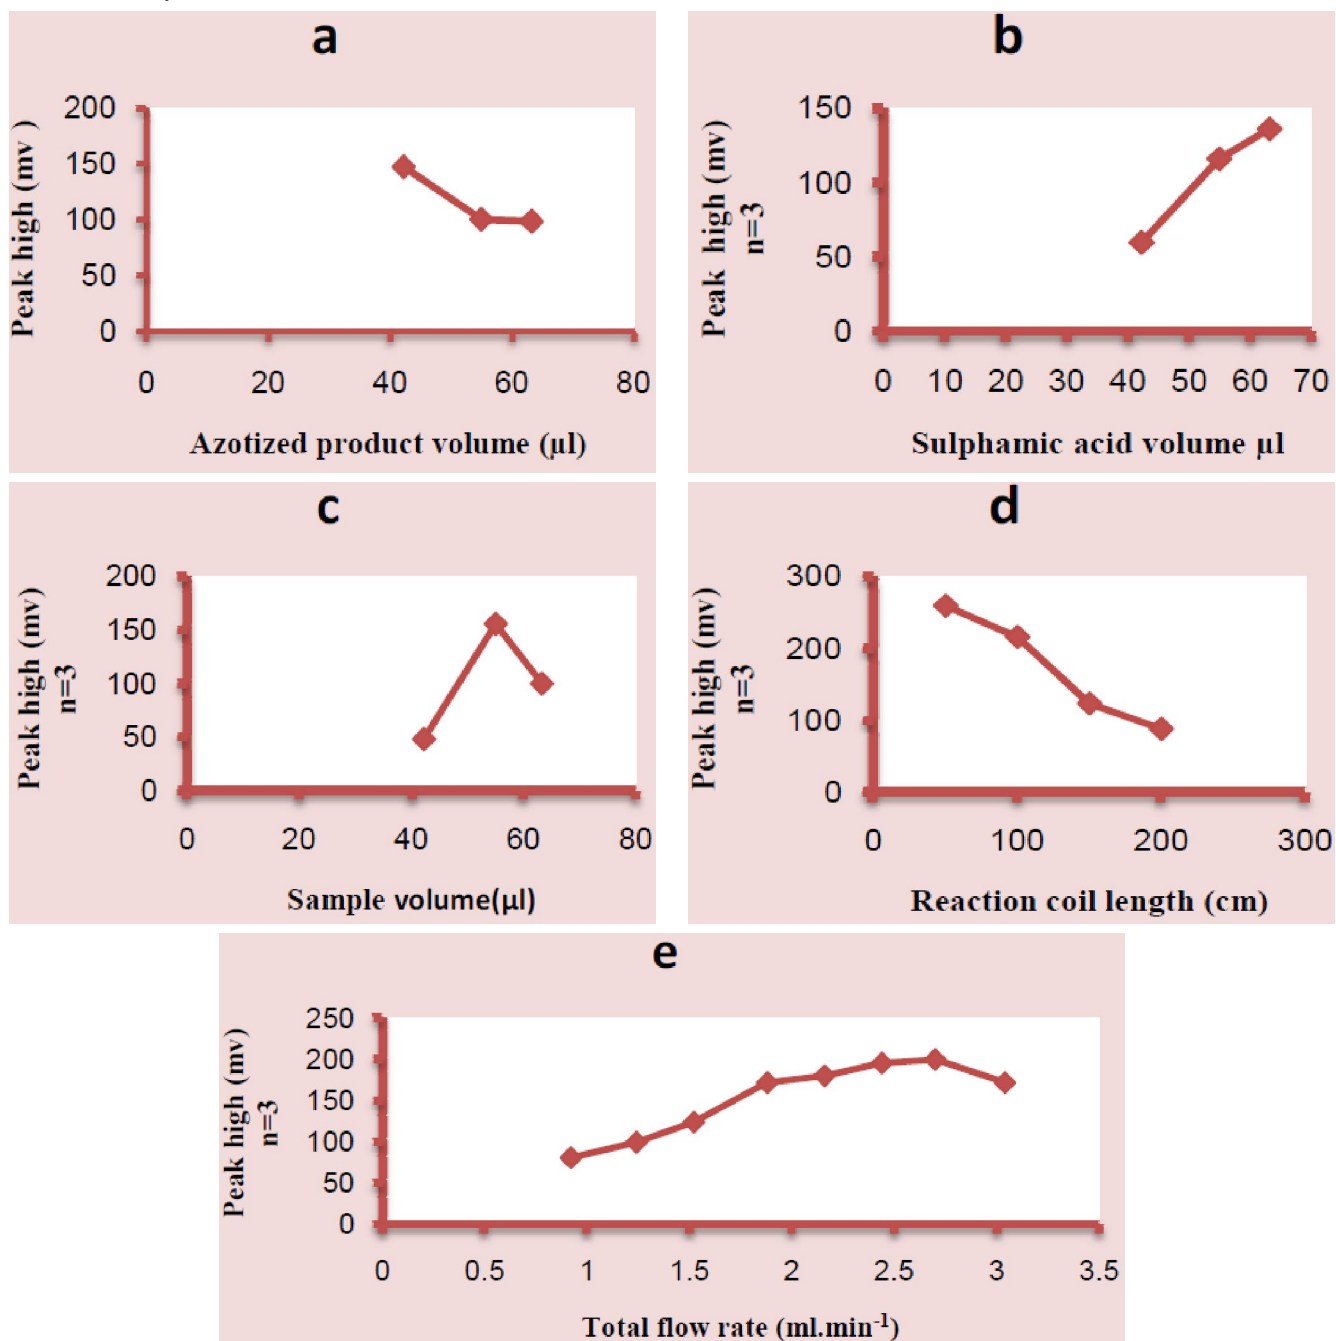 a
200
150
100
50
0
0 20 40 60 80
Peak high (mv )
Azotized product volume (µl)
b
150
100
50
0
0 10 20 30 40 50 60 70
Peak high (mv)
n=3
Sulphamic acid volume µl
c
200
150
100
50
0
0 20 40 60 80
Peak high (mv)
n=3
Sample volume(µl)
d
300
200
100
0
0 100 200 300
Peak high (mv)
n=3
Reaction coil length (cm)
e
250
200
150
100
50
0
0 0.5 1 1.5 2 2.5 3 3.5
Peak high (mv)
n=3
Total flow rate (ml.min⁻¹)